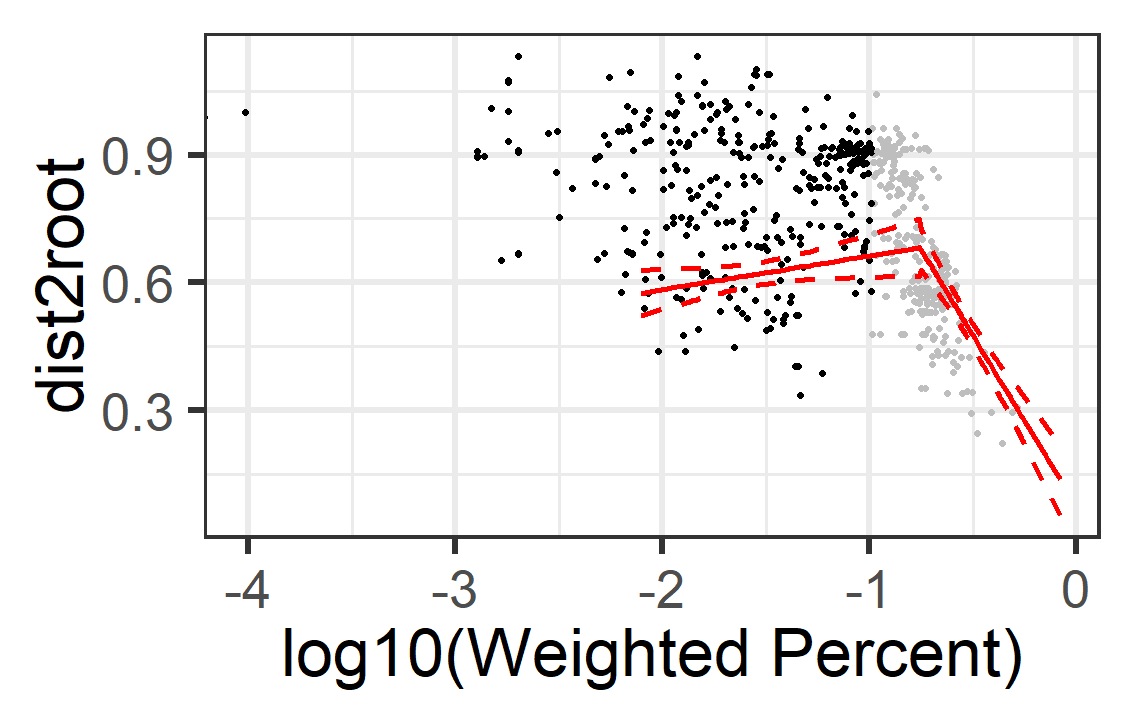 dist2root
0.9
0.6
0.3
-4 -3 -2 -1 0
log10(Weighted Percent)